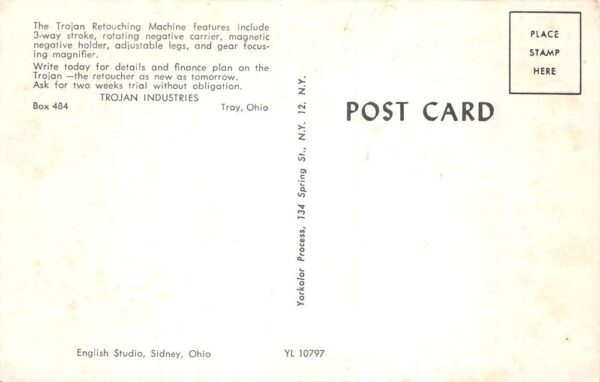 The Trojan Retouching Machine features include
3-way stroke, rotating negative carrier, magnetic
negative holder, adjustable legs, and gear focus-
ing magnifier.
Write today for details and finance plan on the
Trojan —the retoucher as new as tomorrow.
Ask for two weeks trial without obligation.
TROJAN INDUSTRIES
Box 484 Troy, Ohio
English Studio, Sidney, Ohio
YL 10797
Yorkolor Process, 134 Spring St., N.Y. 12, N.Y.
POST CARD
PLACE
STAMP
HERE